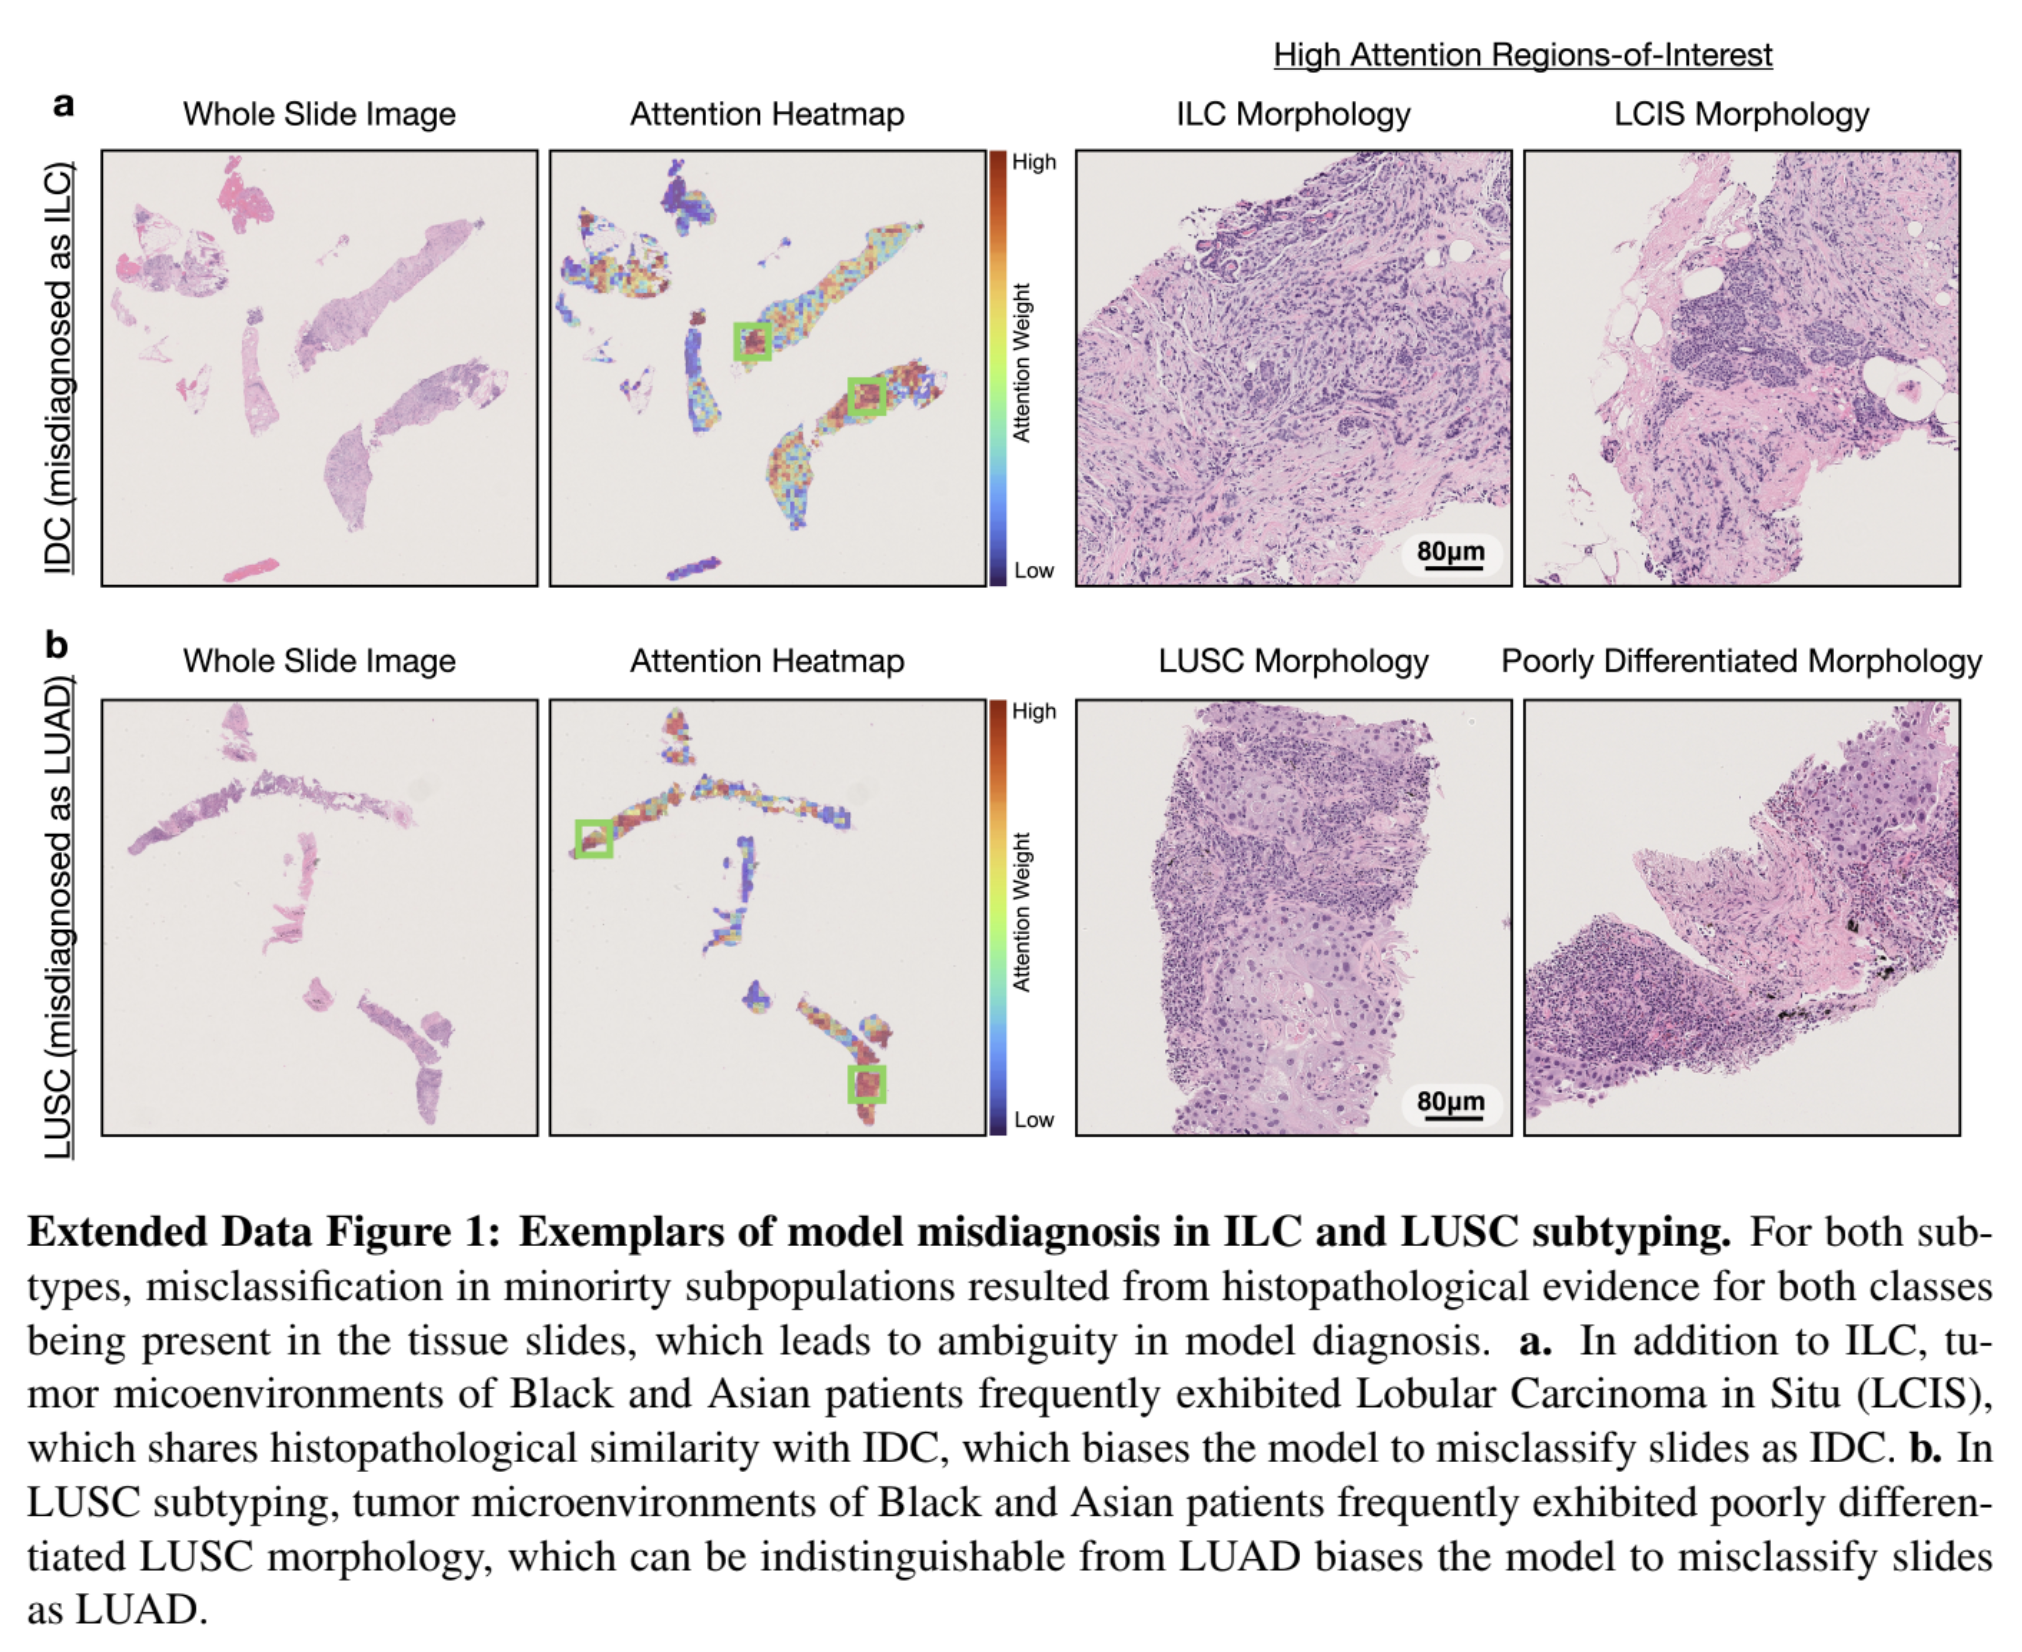 High Attention Regions-of-Interest
a
Whole Slide Image
Attention Heatmap
ILC Morphology
LCIS Morphology
IDC (misdiagnosed as ILC)
High
Attention Weight
Low
80μm
b
Whole Slide Image
Attention Heatmap
LUSC Morphology
Poorly Differentiated Morphology
LUSC (misdiagnosed as LUAD)
High
Attention Weight
Low
80μm
Extended Data Figure 1: Exemplars of model misdiagnosis in ILC and LUSC subtyping. For both sub-
types, misclassification in minorirty subpopulations resulted from histopathological evidence for both classes
being present in the tissue slides, which leads to ambiguity in model diagnosis. a. In addition to ILC, tu-
mor micoenvironments of Black and Asian patients frequently exhibited Lobular Carcinoma in Situ (LCIS),
which shares histopathological similarity with IDC, which biases the model to misclassify slides as IDC. b. In
LUSC subtyping, tumor microenvironments of Black and Asian patients frequently exhibited poorly differen-
tiated LUSC morphology, which can be indistinguishable from LUAD biases the model to misclassify slides
as LUAD.